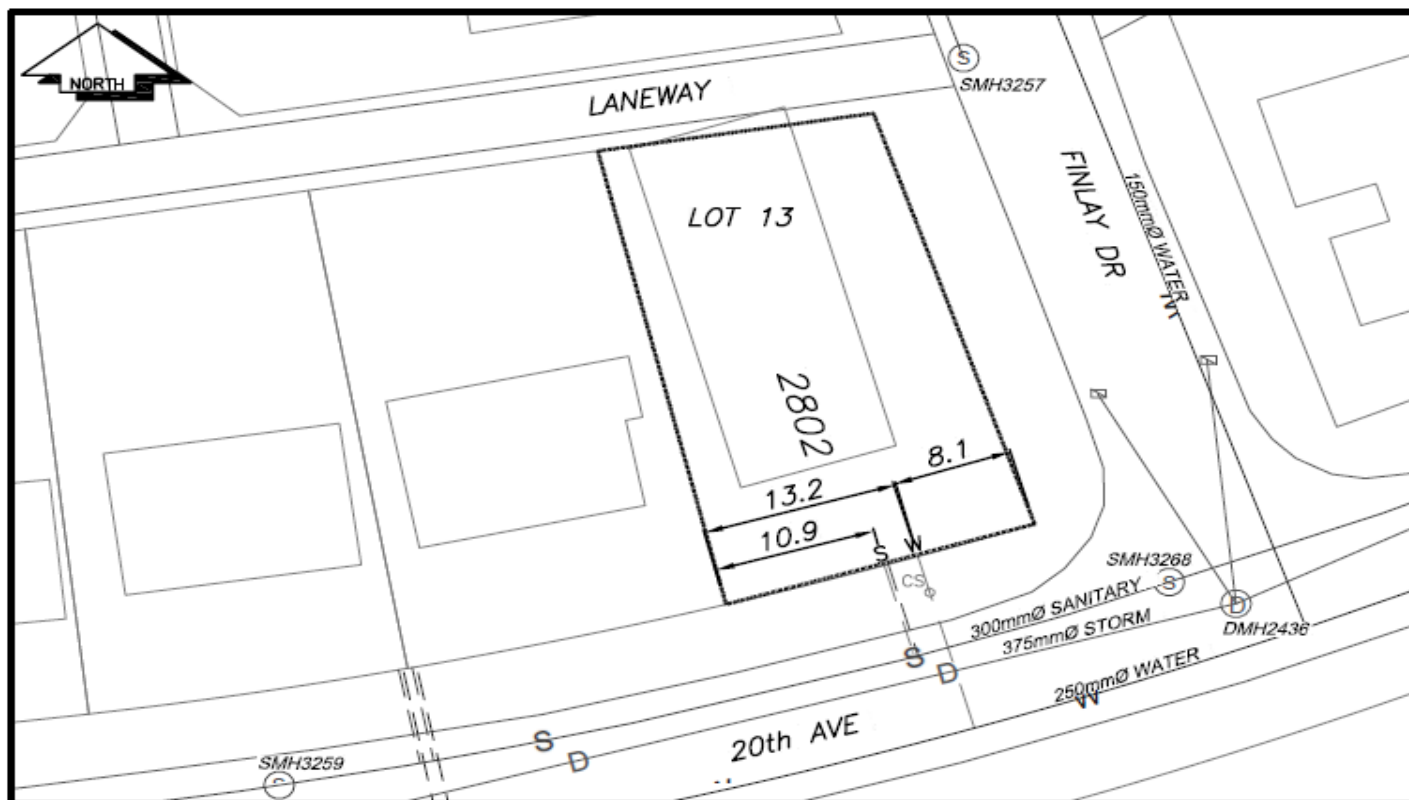 NORTH
LANEWAY
S
SMH3257
LOT 13
FINLAY DR
150mmØ WATER
W
2802
8.1
13.2
10.9
S W
CS
SMH3268
S
300mmØ SANITARY
D
DMH2436
375mmØ STORM
S
D
250mmØ WATER
W
20th AVE
S
D
SMH3259
S